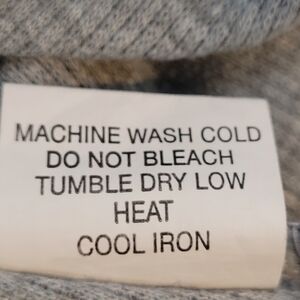 MACHINE WASH COLD
DO NOT BLEACH
TUMBLE DRY LOW
HEAT
COOL IRON